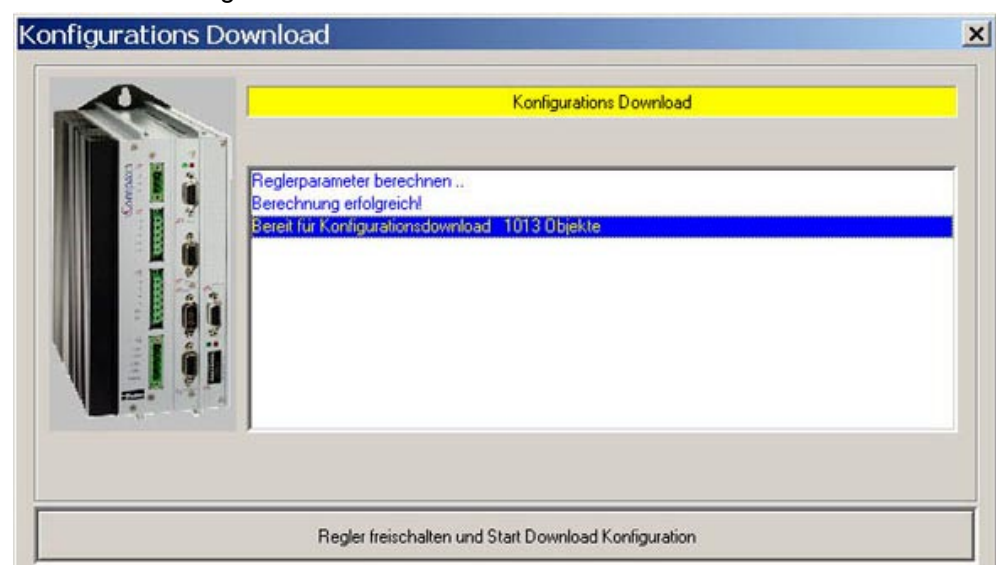 Konfigurations Download
Konfigurations Download
Reglerparameter berechnen ..
Berechnung erfolgreich!
Bereit für Konfigurationsdownload 1013 Objekte
Regler freischalten und Start Download Konfiguration